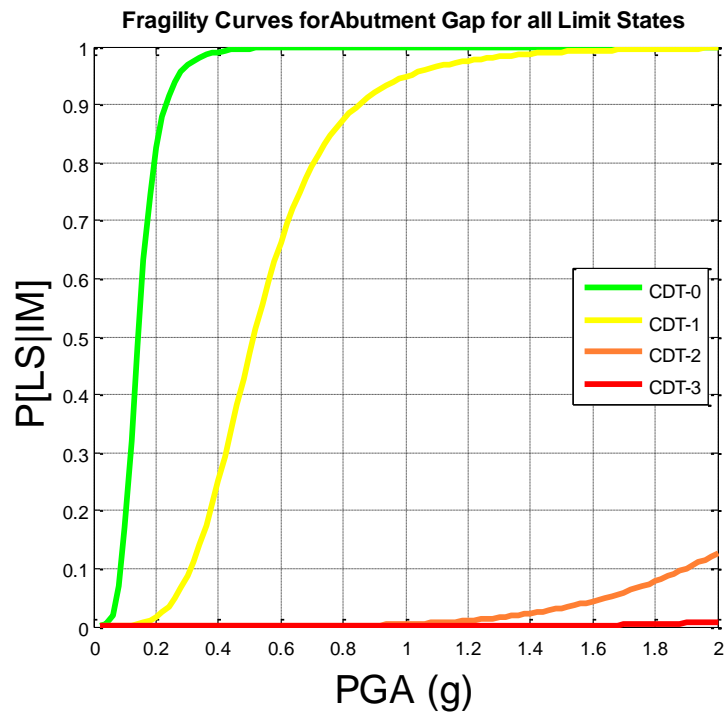 Fragility Curves forAbutment Gap for all Limit States
P[LS|IM]
1
0.9
0.8
0.7
0.6
0.5
0.4
0.3
0.2
0.1
0
CDT-0
CDT-1
CDT-2
CDT-3
0 0.2 0.4 0.6 0.8 1 1.2 1.4 1.6 1.8 2
PGA (g)